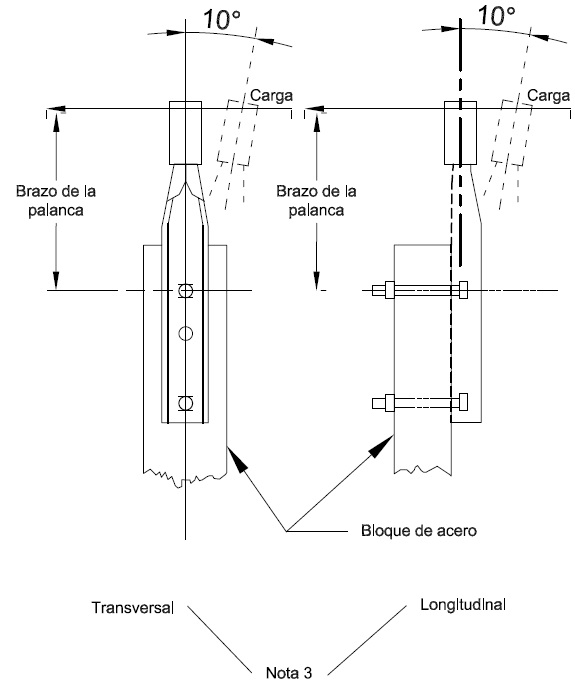 10°
10°
Carga
Carga
Brazo de la
palanca
Brazo de la
palanca
Bloque de acero
Transversal
Longitudinal
Nota 3